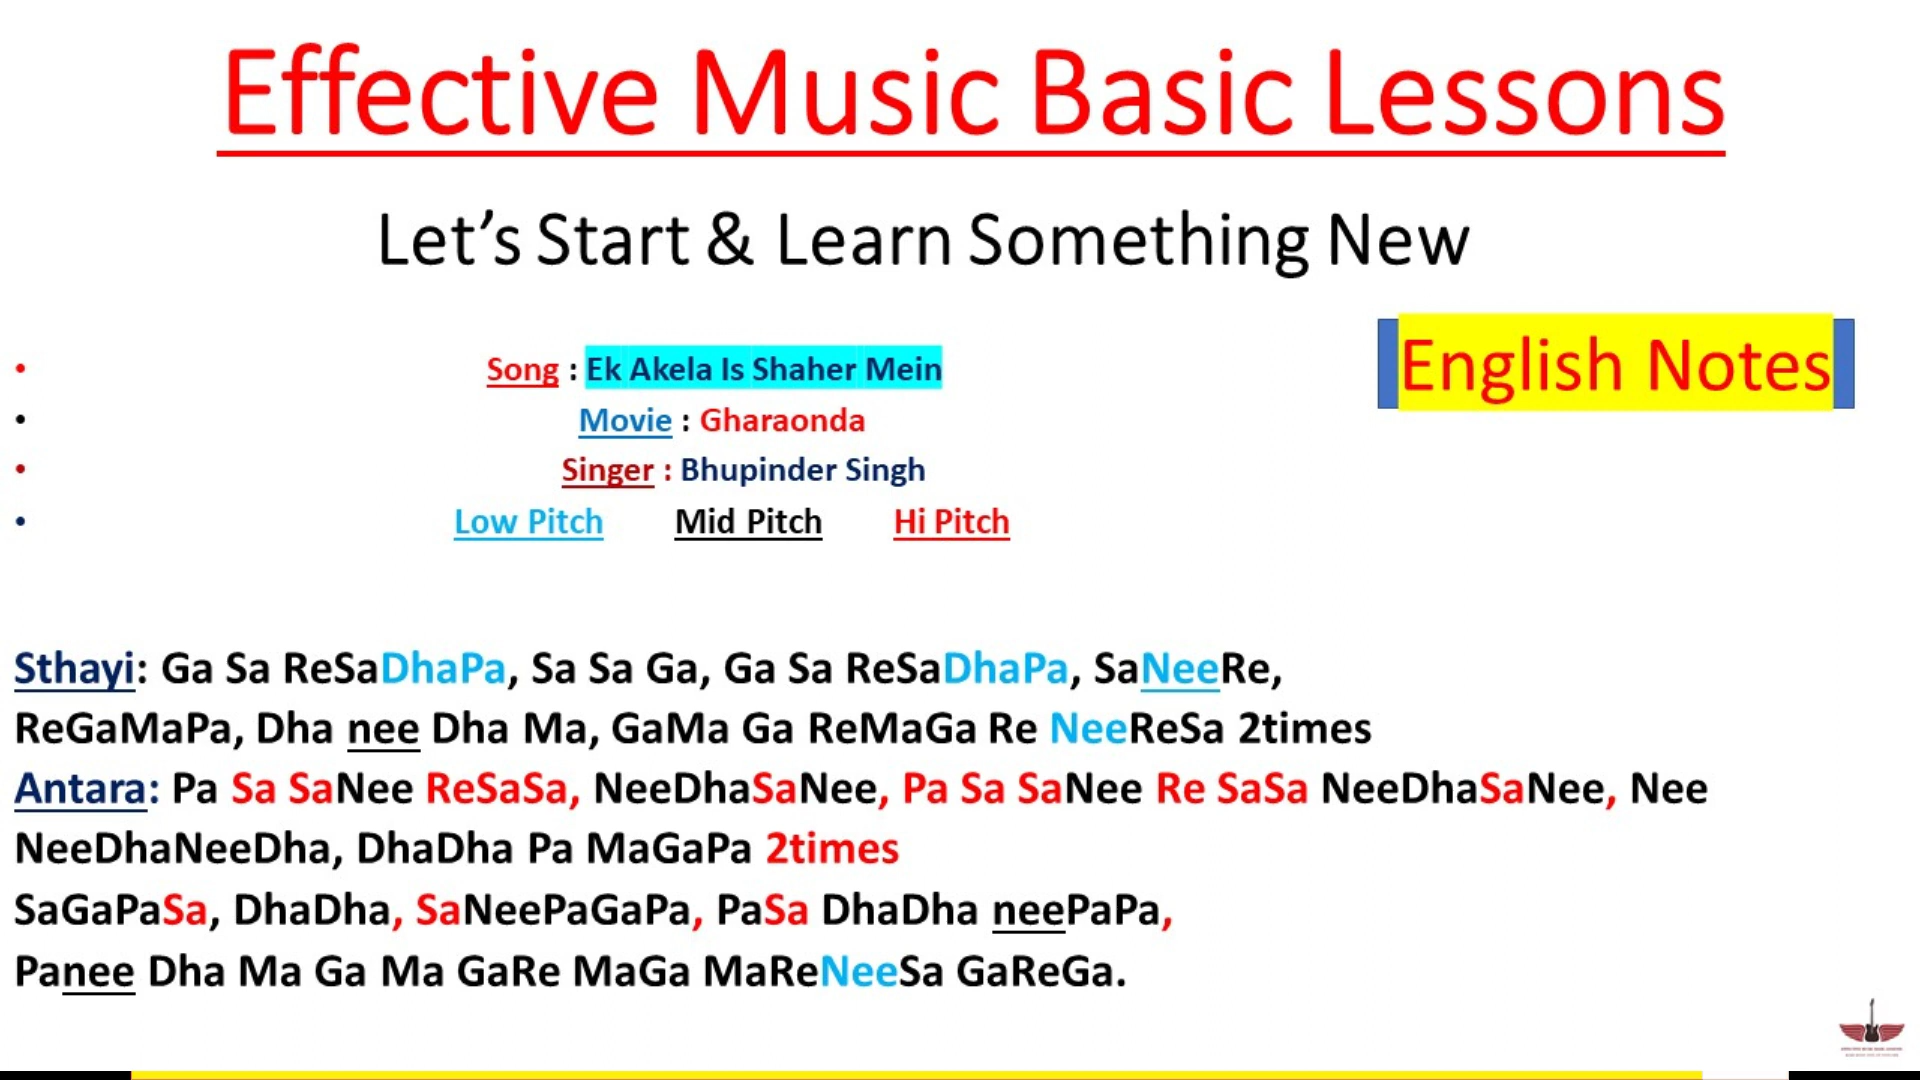 Effective Music Basic Lessons
Let's Start & Learn Something New
English Notes
• Song : Ek Akela Is Shaher Mein
• Movie : Gharaonda
• Singer : Bhupinder Singh
• Low Pitch Mid Pitch Hi Pitch
Sthayi: Ga Sa ReSaDhaPa, Sa Sa Ga, Ga Sa ReSaDhaPa, SaNeeRe,
ReGaMaPa, Dha nee Dha Ma, GaMa Ga ReMaGa Re NeeReSa 2times
Antara: Pa Sa SaNee ReSaSa, NeeDhaSaNee, Pa Sa SaNee Re SaSa NeeDhaSaNee, Nee
NeeDhaNeeDha, DhaDha Pa MaGaPa 2times
SaGaPaSa, DhaDha, SaNeePaGaPa, PaSa DhaDha neePaPa,
Panee Dha Ma Ga Ma GaRe MaGa MaReNeeSa GaReGa.